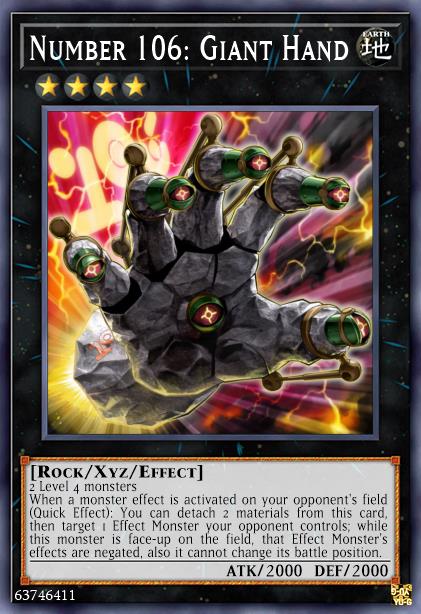 NUMBER 106: GIANT HAND
EARTH
地
[ROCK/XYZ/EFFECT]
2 Level 4 monsters
When a monster effect is activated on your opponent's field
(Quick Effect): You can detach 2 materials from this card,
then target 1 Effect Monster your opponent controls; while
this monster is face-up on the field, that Effect Monster's
effects are negated, also it cannot change its battle position.
ATK/2000 DEF/2000
63746411